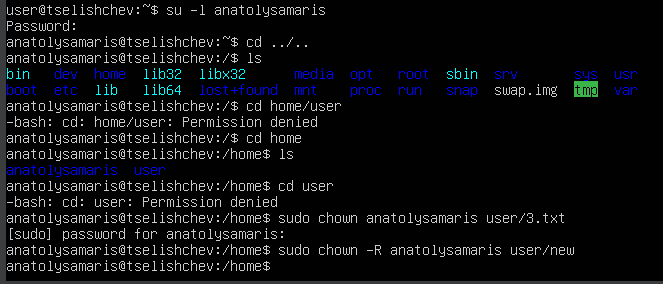 user@tselishchev:~$ su -l anatolysamaris
Password:
anatolysamaris@tselishchev:~$ cd ../..
anatolysamaris@tselishchev:/$ ls
bin dev home lib32 libx32 media opt root sbin srv sys usr
boot etc lib lib64 lost+found mnt proc run snap swap.img tmp var
anatolysamaris@tselishchev:/$ cd home/user
-bash: cd: home/user: Permission denied
anatolysamaris@tselishchev:/$ cd home
anatolysamaris@tselishchev:/home$ ls
anatolysamaris user
anatolysamaris@tselishchev:/home$ cd user
-bash: cd: user: Permission denied
anatolysamaris@tselishchev:/home$ sudo chown anatolysamaris user/3.txt
[sudo] password for anatolysamaris:
anatolysamaris@tselishchev:/home$ sudo chown -R anatolysamaris user/new
anatolysamaris@tselishchev:/home$